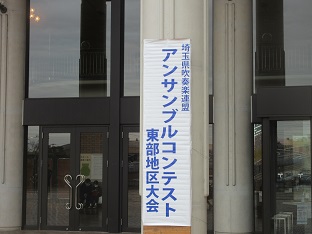 埼玉県吹奏楽連盟
アンサンブルコンテスト
東部地区大会